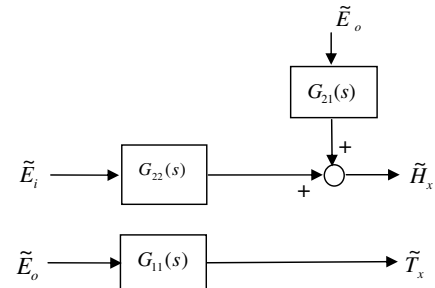 Ẽₒ
G₂₁(s)
+
Ẽᵢ
G₂₂(s)
+
H̃ₓ
Ẽₒ
G₁₁(s)
T̃ₓ